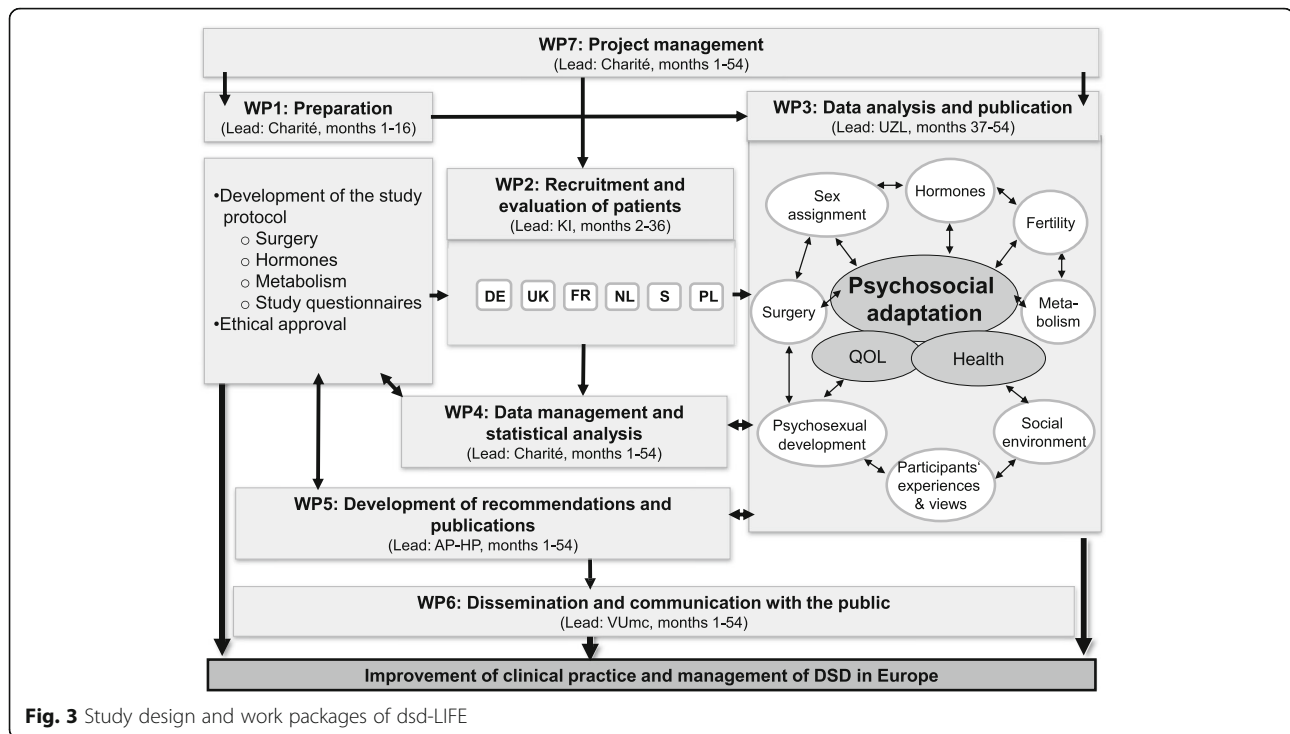 WP7: Project management
(Lead: Charité, months 1-54)
WP1: Preparation
(Lead: Charité, months 1-16)
WP3: Data analysis and publication
(Lead: UZL, months 37-54)
•Development of the study
protocol
o Surgery
o Hormones
o Metabolism
o Study questionnaires
•Ethical approval
WP2: Recruitment and
evaluation of patients
(Lead: KI, months 2-36)
DE UK FR NL S PL
Sex
assignment
Hormones
Fertility
Surgery
Psychosocial
adaptation
Meta-
bolism
QOL
Health
Psychosexual
development
Social
environment
Participants‘
experiences
& views
WP4: Data management and
statistical analysis
(Lead: Charité, months 1-54)
WP5: Development of recommendations and
publications
(Lead: AP-HP, months 1-54)
WP6: Dissemination and communication with the public
(Lead: VUmc, months 1-54)
Improvement of clinical practice and management of DSD in Europe
Fig. 3 Study design and work packages of dsd-LIFE